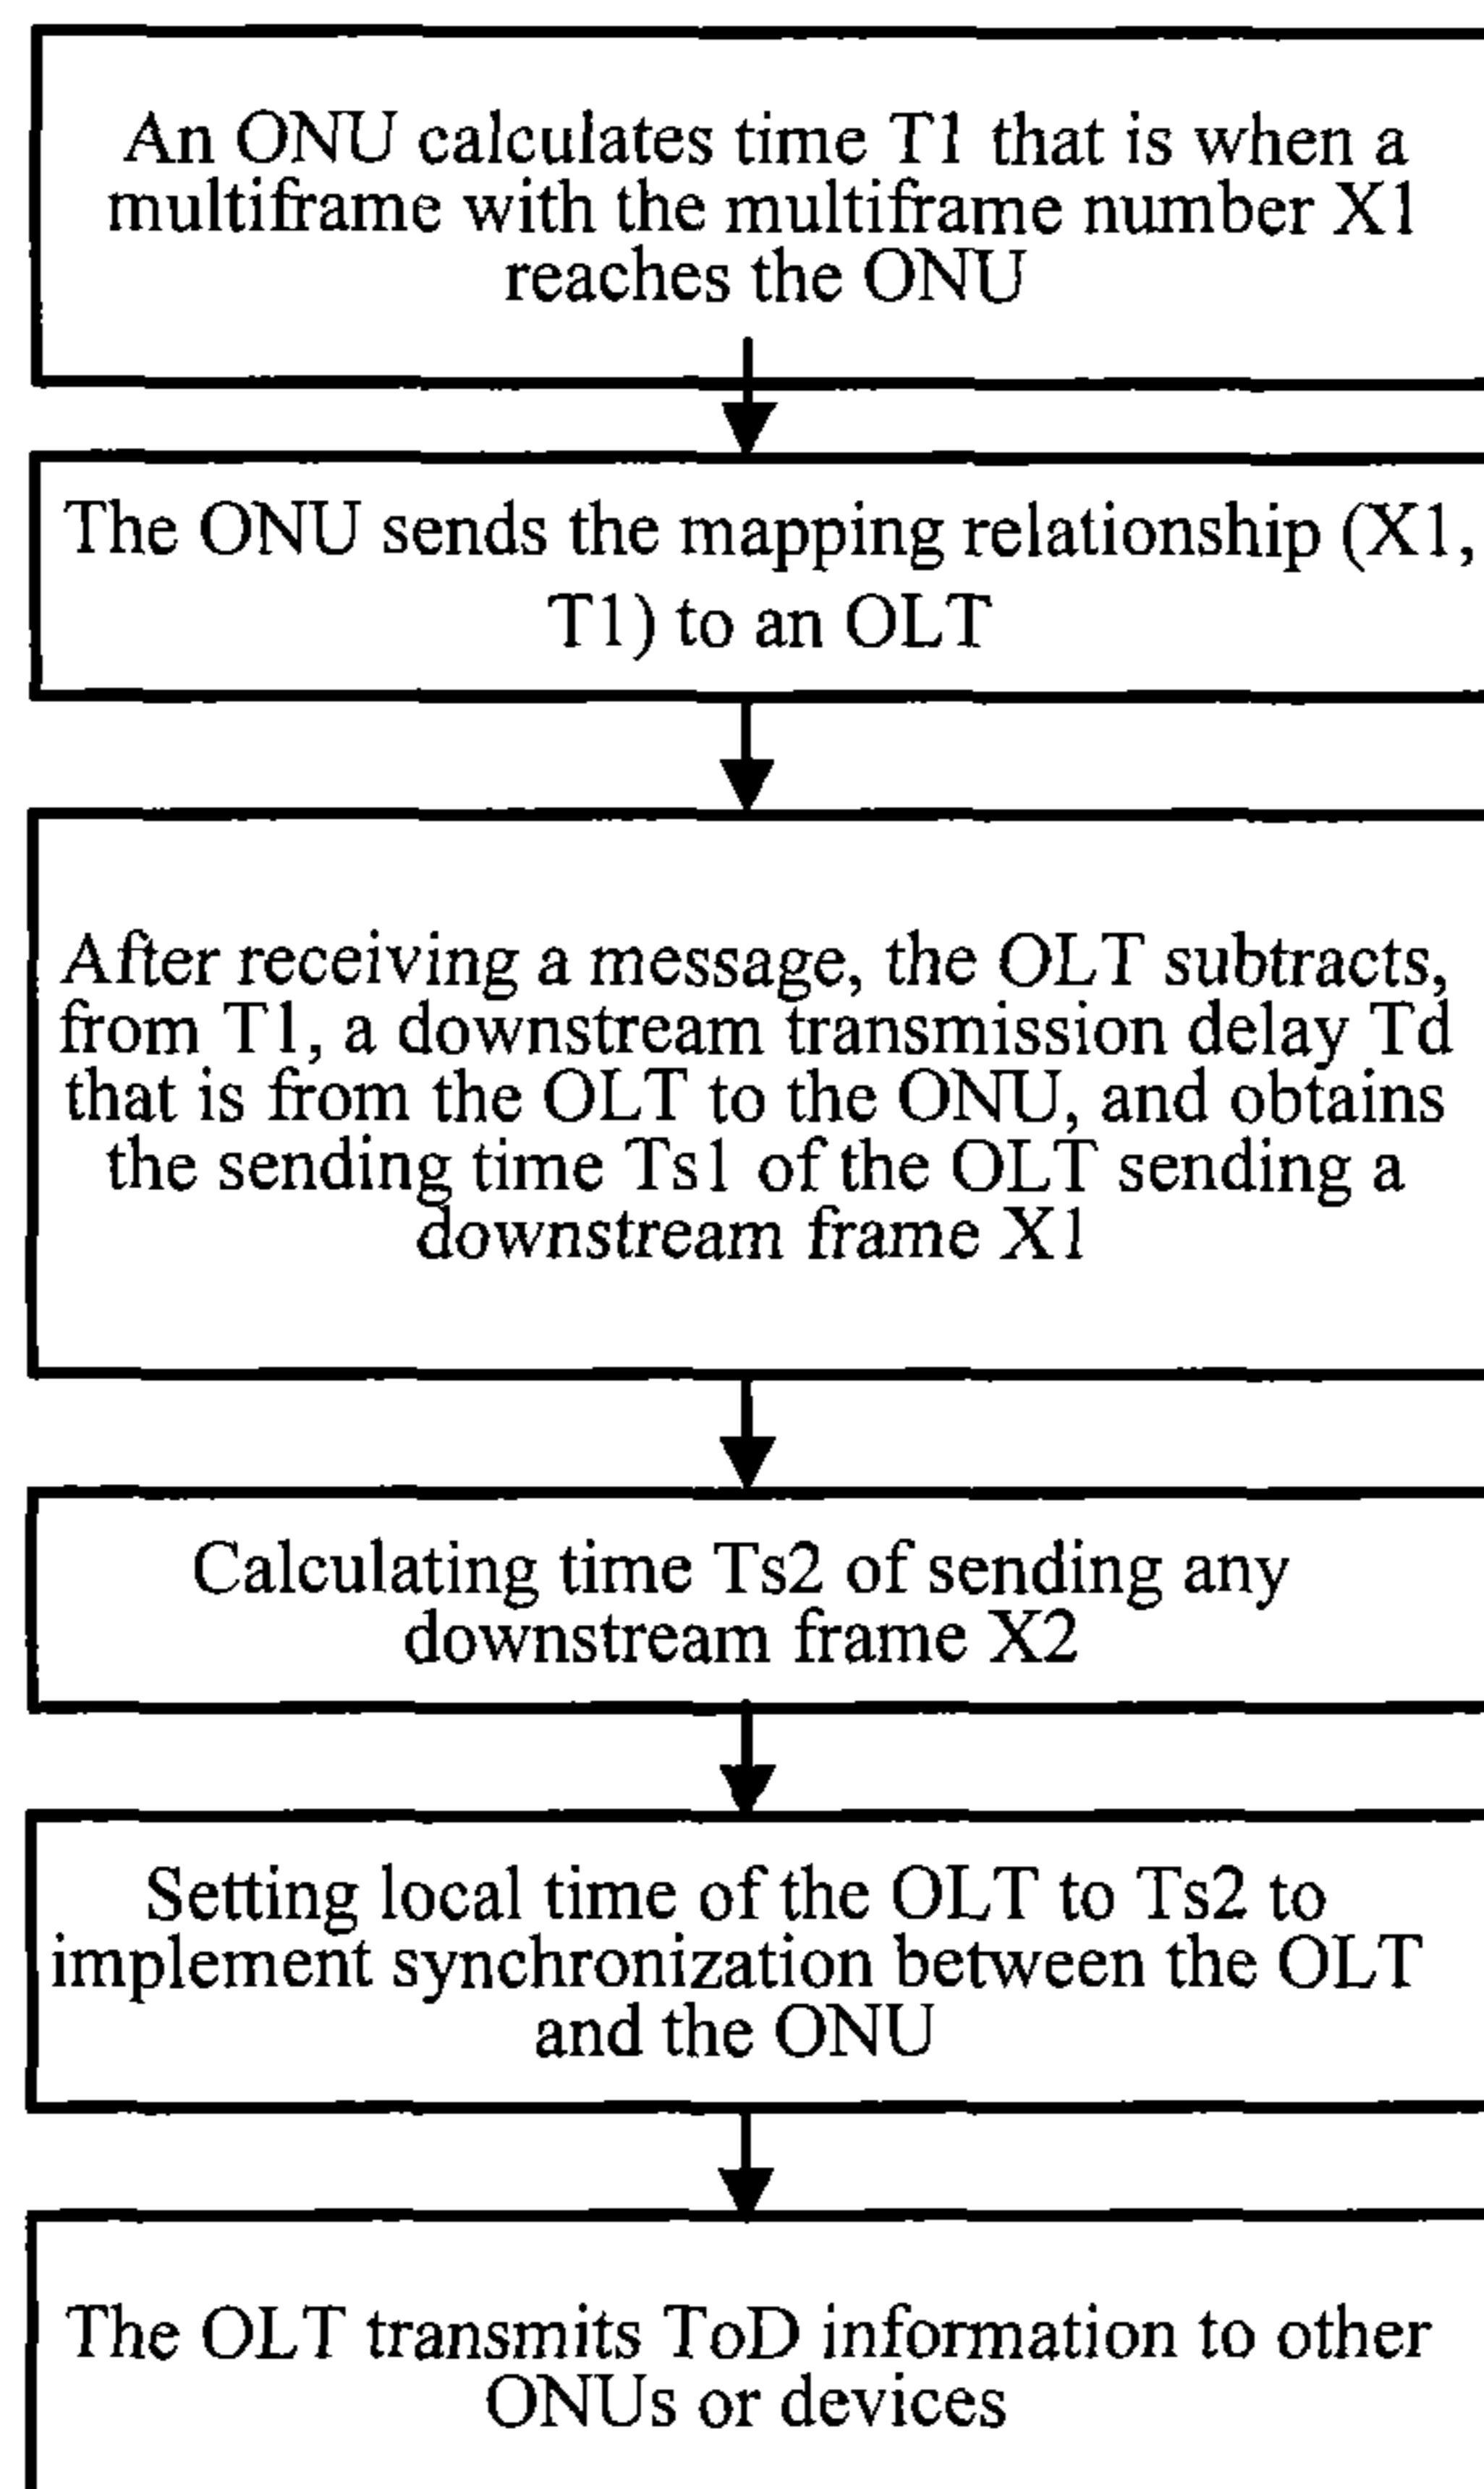 An ONU calculates time T1 that is when a
multiframe with the multiframe number X1
reaches the ONU
The ONU sends the mapping relationship (X1,
T1) to an OLT
After receiving a message, the OLT subtracts,
from T1, a downstream transmission delay Td
that is from the OLT to the ONU, and obtains
the sending time Ts1 of the OLT sending a
downstream frame X1
Calculating time Ts2 of sending any
downstream frame X2
Setting local time of the OLT to Ts2 to
implement synchronization between the OLT
and the ONU
The OLT transmits ToD information to other
ONUs or devices